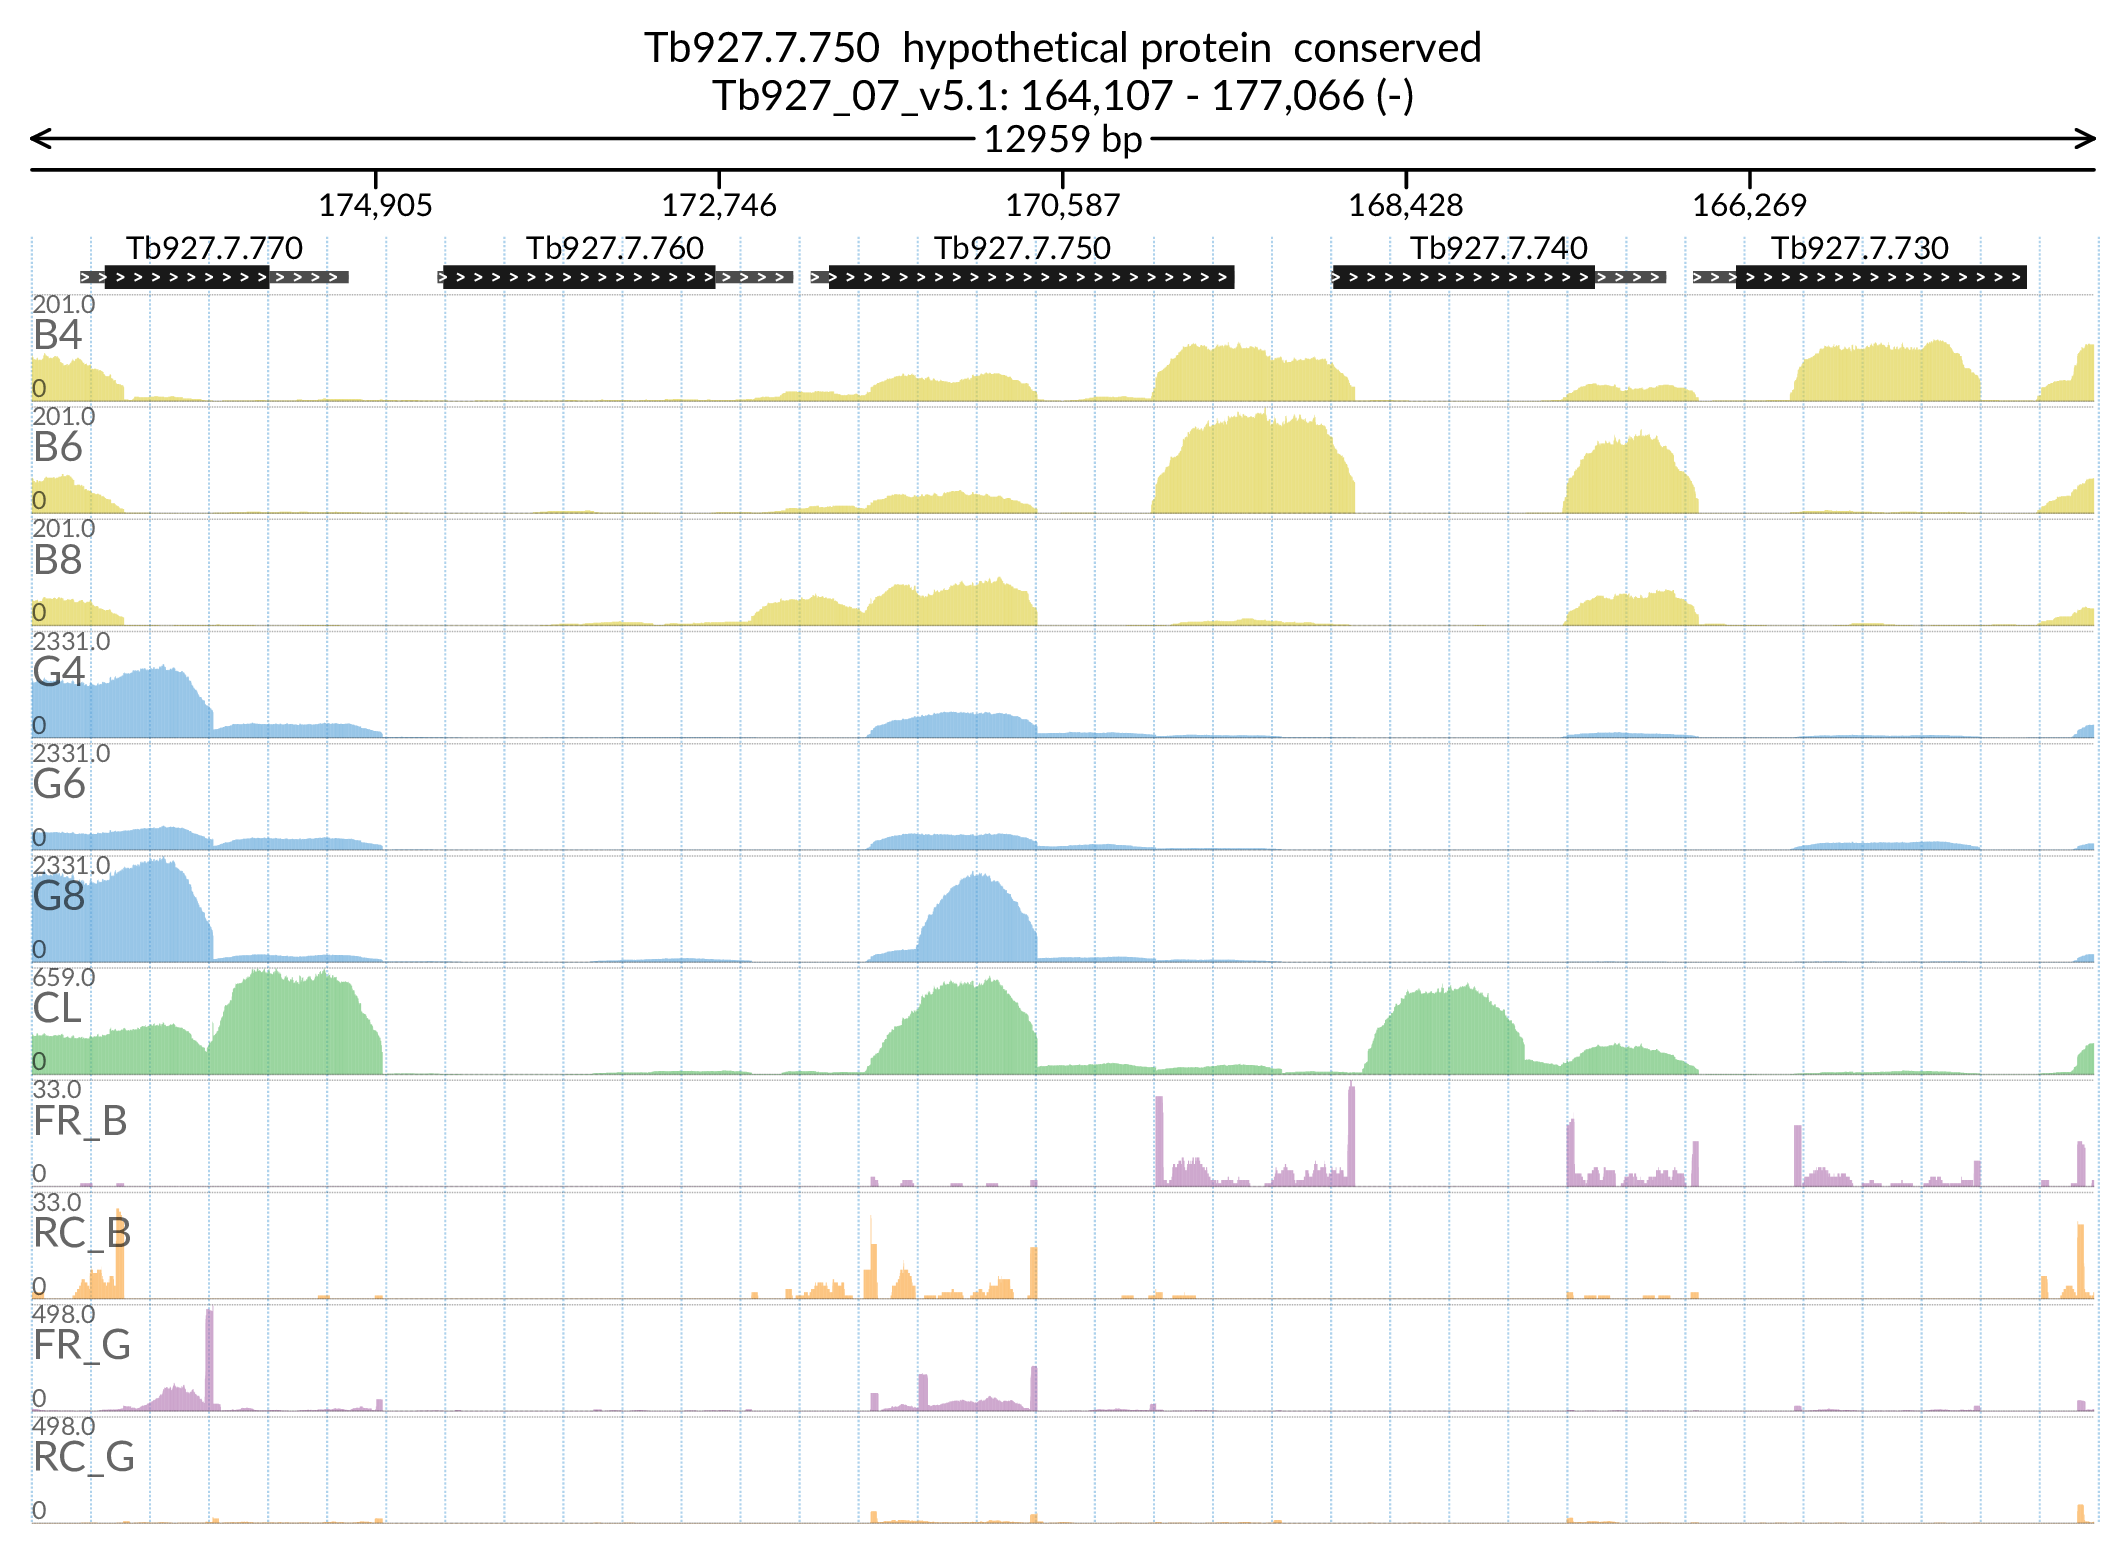 Tb927.7.750 hypothetical protein conserved
Tb927_07_v5.1: 164,107 - 177,066 (-)
12959 bp
174,905 172,746 170,587 168,428 166,269
Tb927.7.770 Tb927.7.760 Tb927.7.750 Tb927.7.740 Tb927.7.730
201.0
B4
0
201.0
B6
0
201.0
B8
0
2331.0
G4
0
2331.0
G6
0
2331.0
G8
0
659.0
CL
0
33.0
FR_B
0
33.0
RC_B
0
498.0
FR_G
0
498.0
RC_G
0